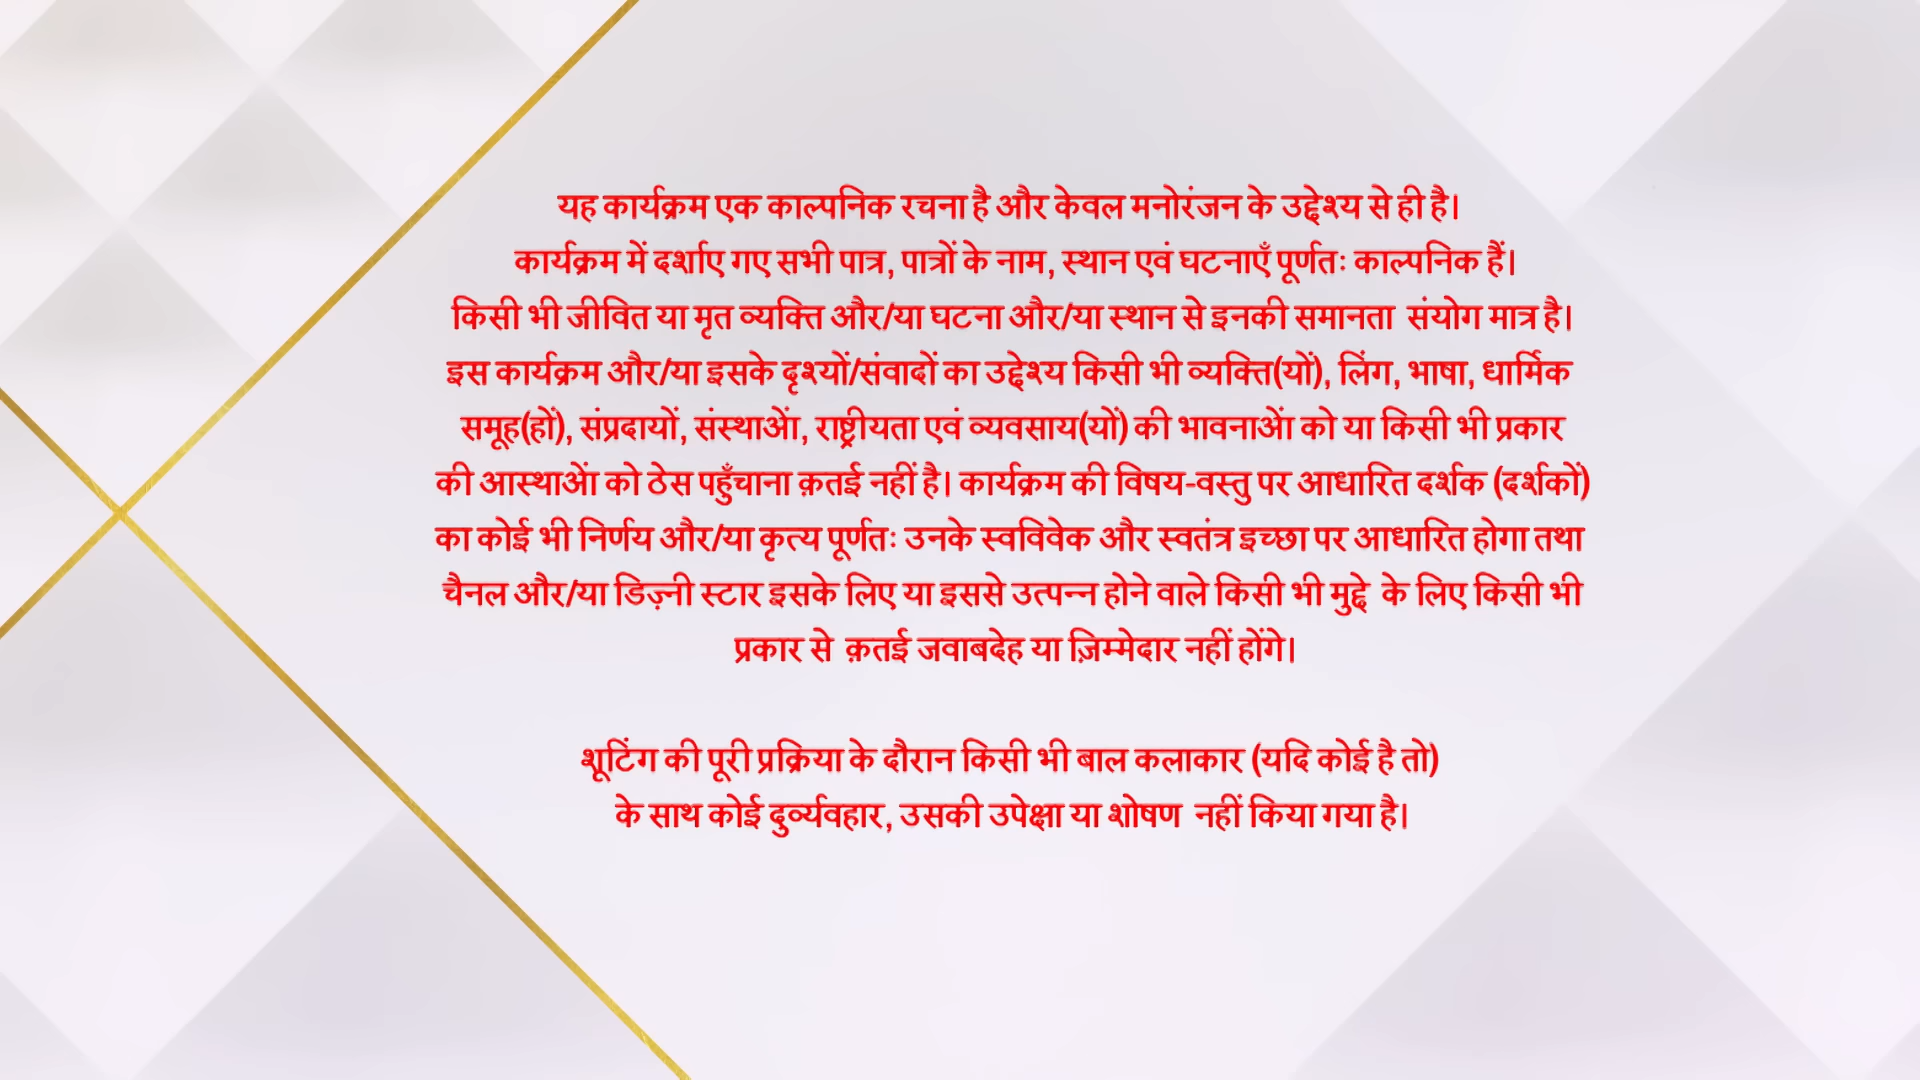 यह कार्यक्रम एक काल्पनिक रचना है और केवल मनोरंजन के उद्देश्य से ही है।
कार्यक्रम में दर्शाए गए सभी पात्र, पात्रों के नाम, स्थान एवं घटनाएँ पूर्णतः काल्पनिक हैं।
किसी भी जीवित या मृत व्यक्ति और/या घटना और/या स्थान से इनकी समानता संयोग मात्र है।
इस कार्यक्रम और/या इसके दृश्यों/संवादों का उद्देश्य किसी भी व्यक्ति(यों), लिंग, भाषा, धार्मिक
समूह(हों), संप्रदायों, संस्थाओं, राष्ट्रीयता एवं व्यवसाय(यों) की भावनाओं को या किसी भी प्रकार
की आस्थाओं को ठेस पहुँचाना क़तई नहीं है। कार्यक्रम की विषय-वस्तु पर आधारित दर्शक (दर्शकों)
का कोई भी निर्णय और/या कृत्य पूर्णतः उनके स्वविवेक और स्वतंत्र इच्छा पर आधारित होगा तथा
चैनल और/या डिज़्नी स्टार इसके लिए या इससे उत्पन्न होने वाले किसी भी मुद्दे के लिए किसी भी
प्रकार से क़तई जवाबदेह या ज़िम्मेदार नहीं होंगे।
शूटिंग की पूरी प्रक्रिया के दौरान किसी भी बाल कलाकार (यदि कोई है तो)
के साथ कोई दुर्व्यवहार, उसकी उपेक्षा या शोषण नहीं किया गया है।